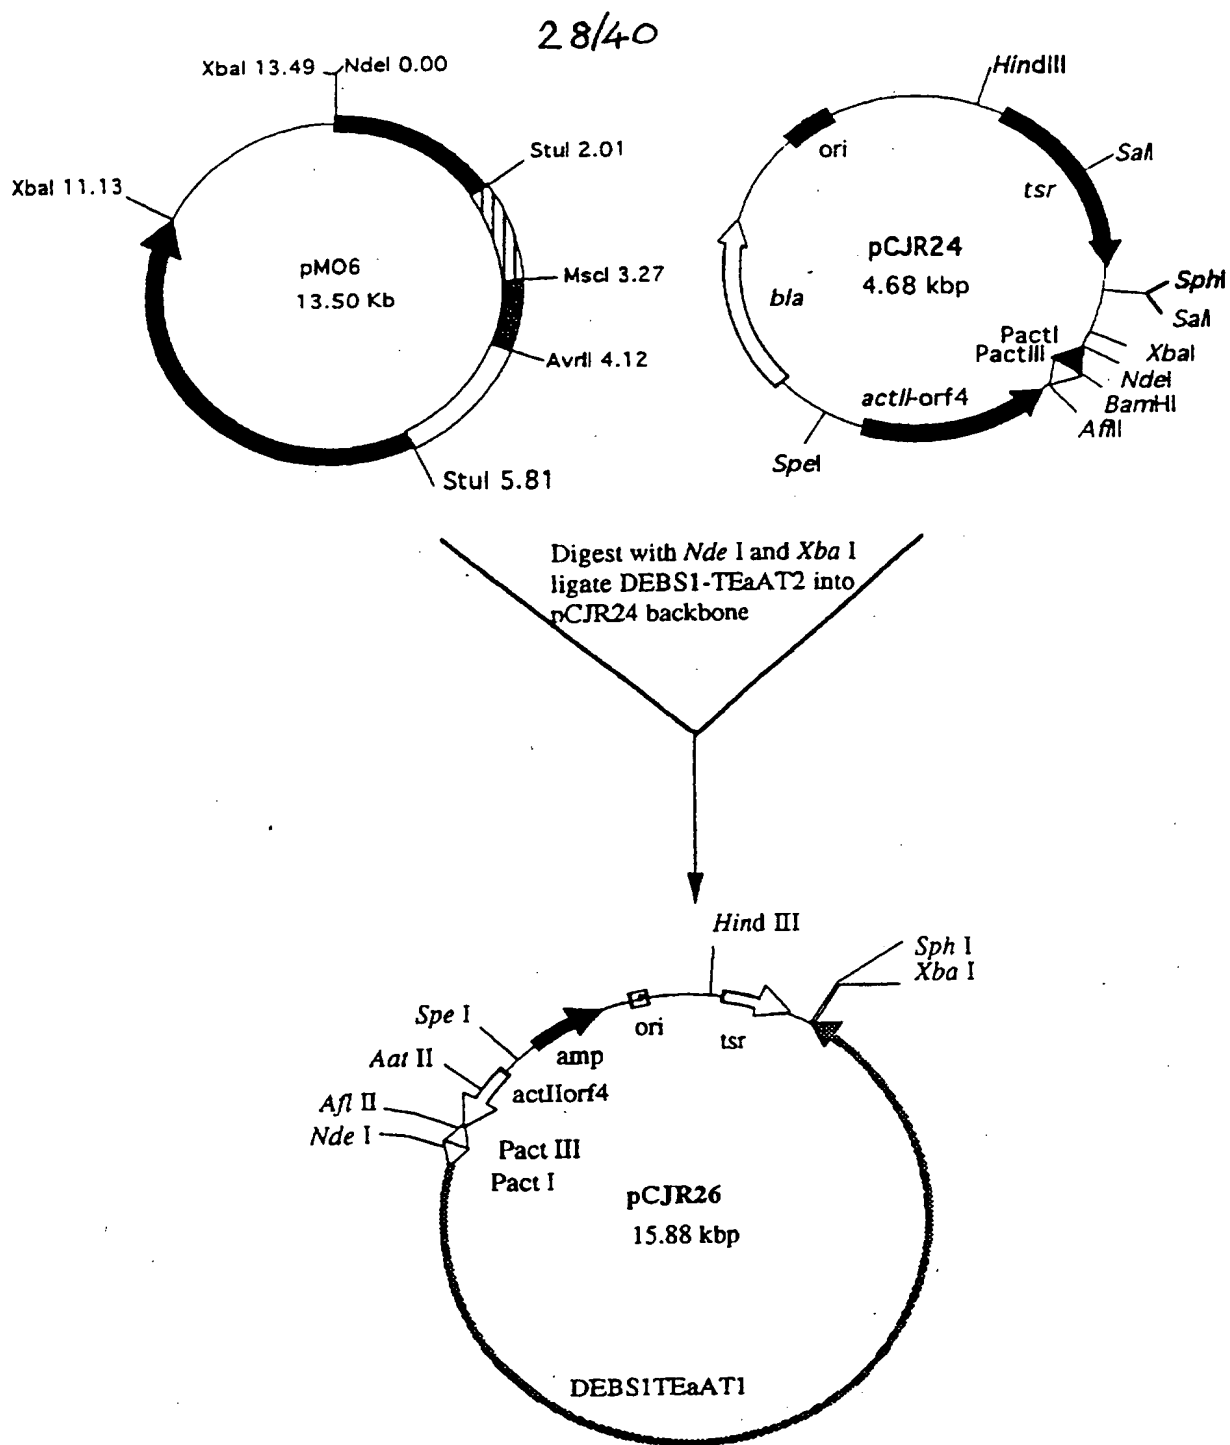 28/40
XbaI 13.49
NdeI 0.00
StuI 2.01
XbaI 11.13
pMO6
13.50 Kb
MscI 3.27
AvrII 4.12
StuI 5.81
HindIII
ori
SalI
tsr
pCJR24
4.68 kbp
bla
SphI
SalI
PactI
PactIII
XbaI
NdeI
BamHI
AflII
actII-orf4
SpeI
Digest with Nde I and Xba I
ligate DEBS1-TEaAT2 into
pCJR24 backbone
Hind III
Sph I
Xba I
Spe I
ori
tsr
amp
Aat II
actIIorf4
Afl II
Nde I
Pact III
Pact I
pCJR26
15.88 kbp
DEBS1TEaAT1